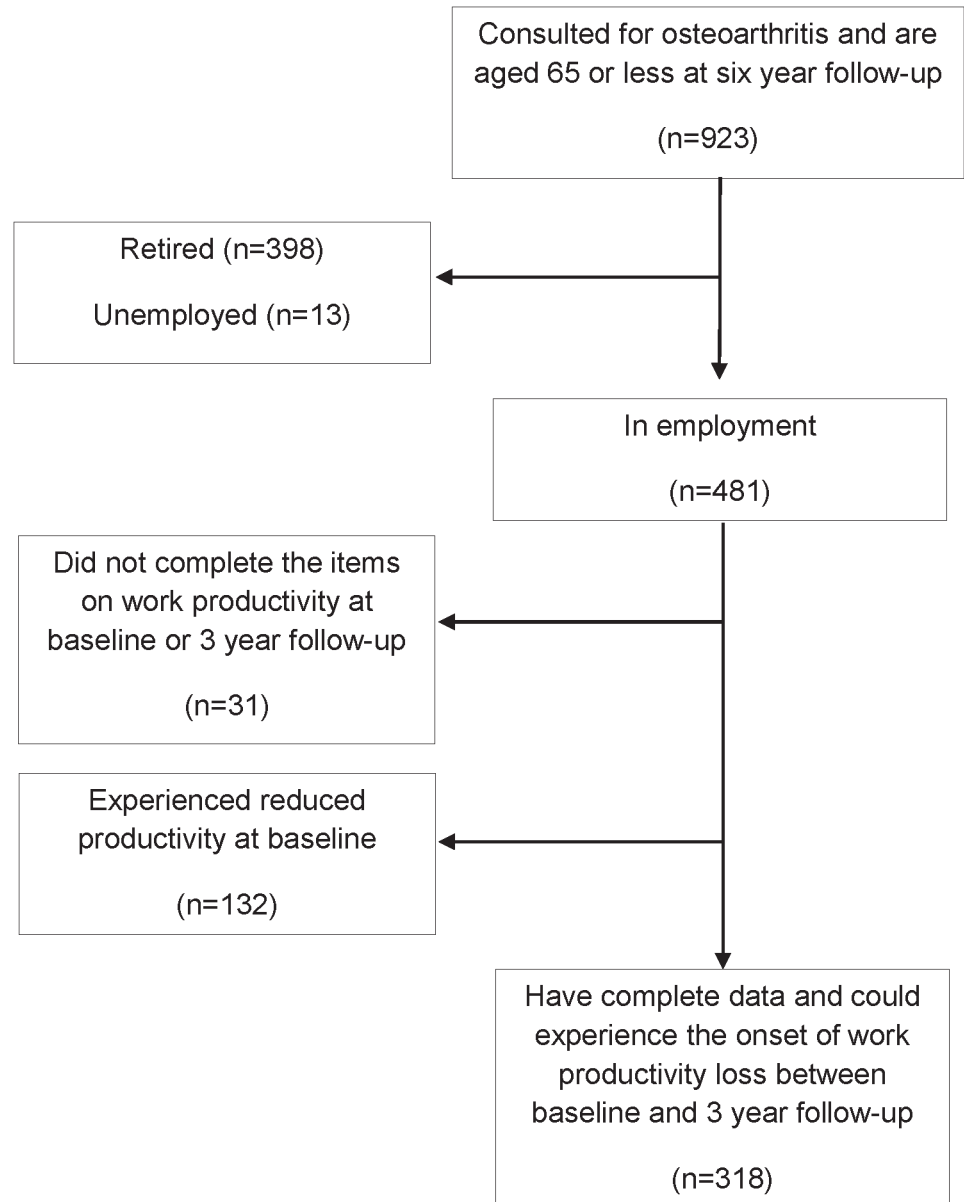 Consulted for osteoarthritis and are
aged 65 or less at six year follow-up
(n=923)
Retired (n=398)
Unemployed (n=13)
In employment
(n=481)
Did not complete the items
on work productivity at
baseline or 3 year follow-up
(n=31)
Experienced reduced
productivity at baseline
(n=132)
Have complete data and could
experience the onset of work
productivity loss between
baseline and 3 year follow-up
(n=318)